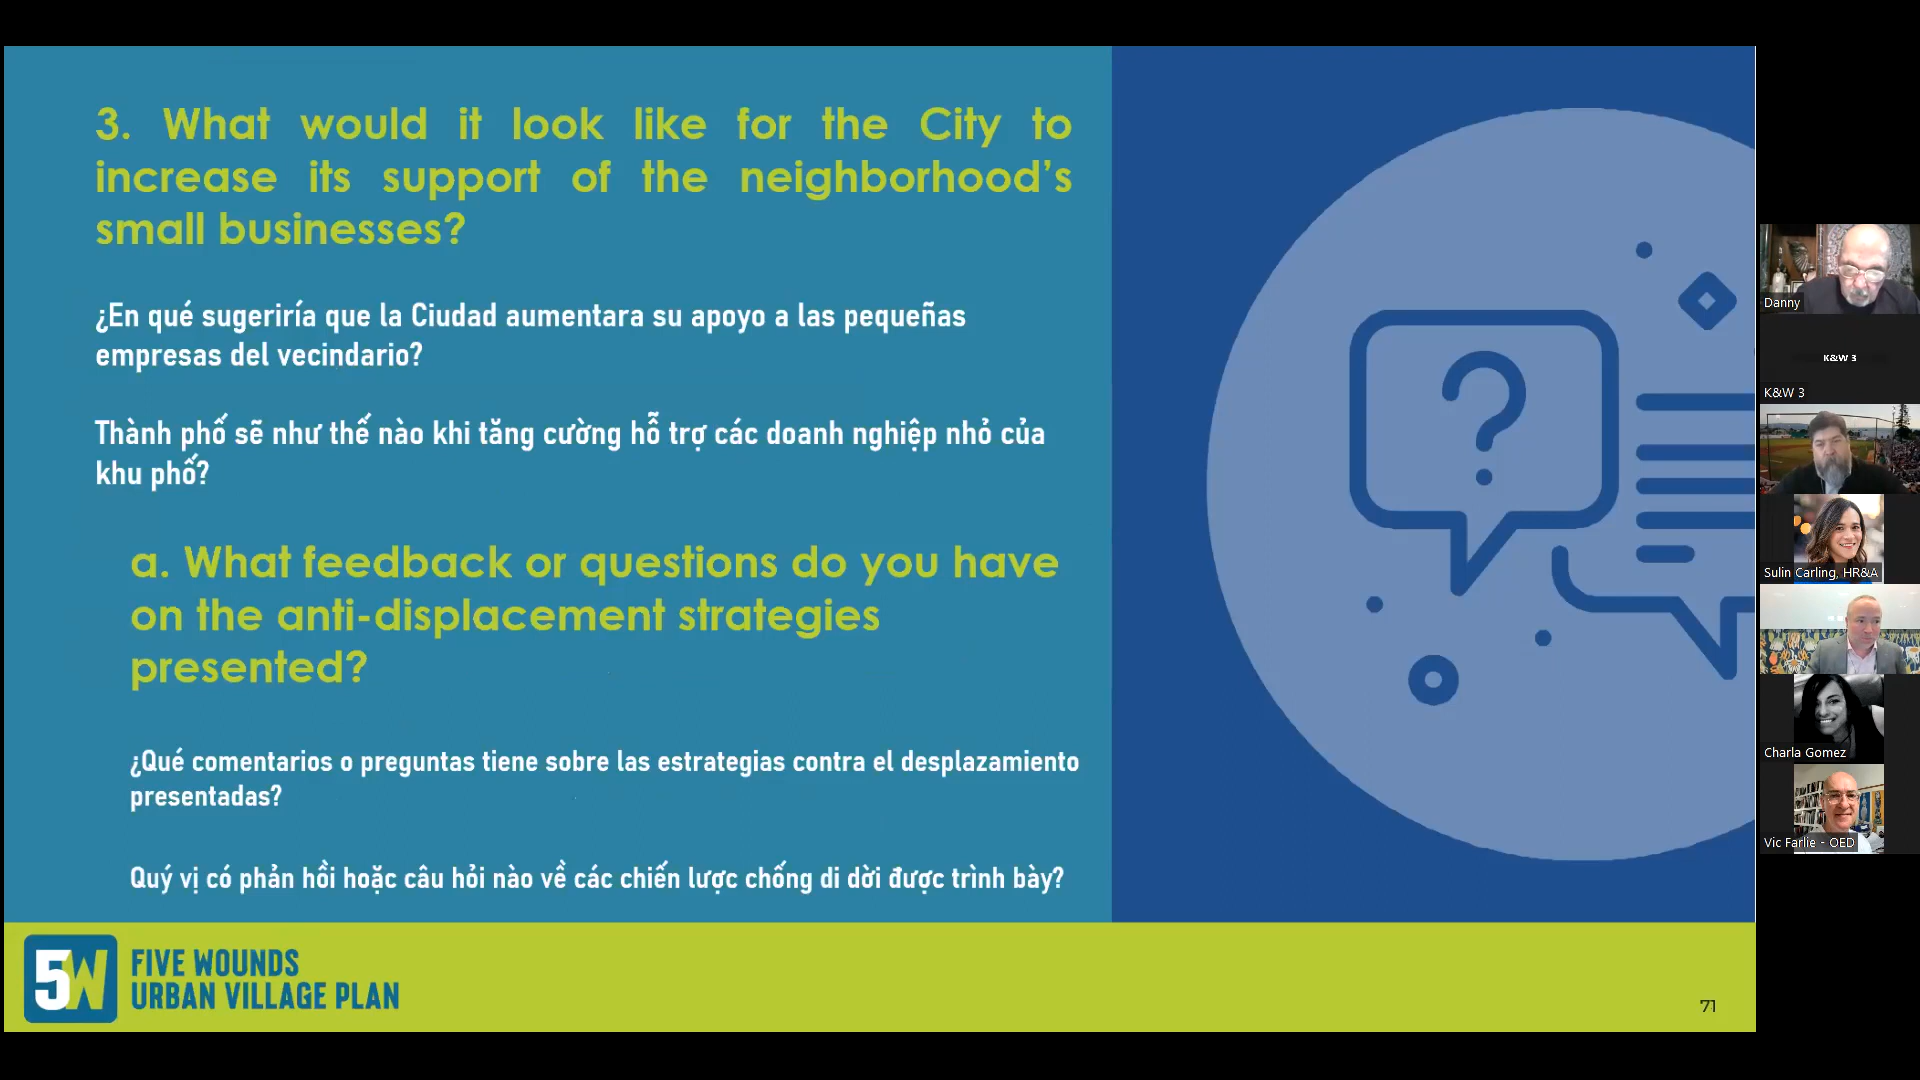 3. What would it look like for the City to
increase its support of the neighborhood’s
small businesses?
¿En qué sugeriría que la Ciudad aumentara su apoyo a las pequeñas
empresas del vecindario?
Thành phố sẽ như thế nào khi tăng cường hỗ trợ các doanh nghiệp nhỏ của
khu phố?
a. What feedback or questions do you have
on the anti-displacement strategies
presented?
¿Qué comentarios o preguntas tiene sobre las estrategias contra el desplazamiento
presentadas?
Quý vị có phản hồi hoặc câu hỏi nào về các chiến lược chống di dời được trình bày?
5W
FIVE WOUNDS
URBAN VILLAGE PLAN
71
?
Danny
K&W 3
K&W 3
Sulin Carling, HR&A
Charla Gomez
Vic Farlie - OED